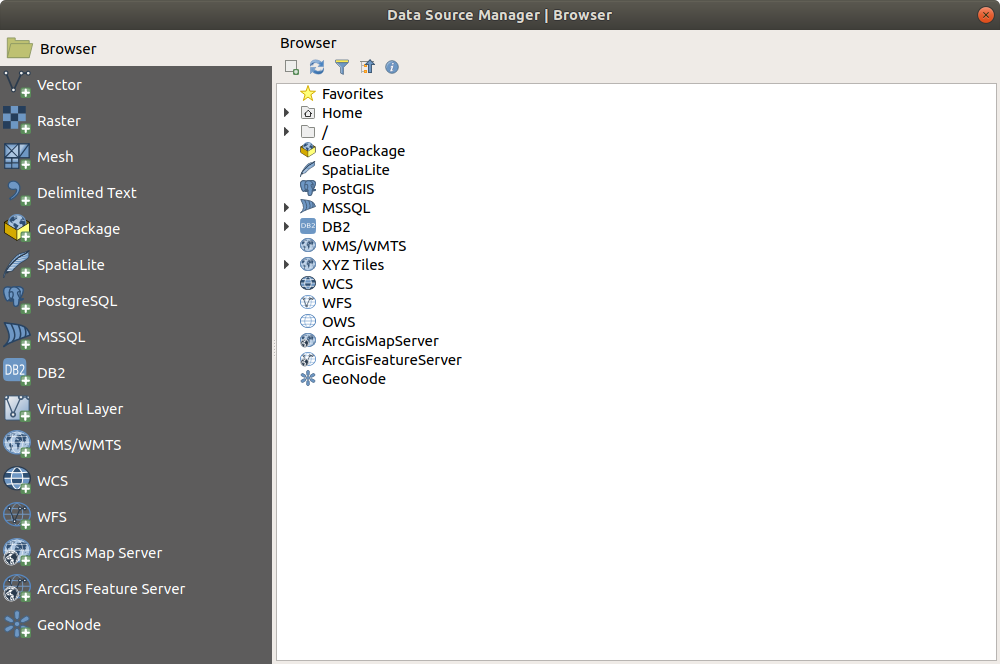 Data Source Manager | Browser
Browser
Vector
Raster
Mesh
Delimited Text
GeoPackage
SpatiaLite
PostgreSQL
MSSQL
DB2
DB2
Virtual Layer
WMS/WMTS
WCS
WFS
ArcGIS Map Server
ArcGIS Feature Server
GeoNode
Browser
Favorites
Home
/
GeoPackage
SpatiaLite
PostGIS
MSSQL
DB2 DB2
WMS/WMTS
XYZ Tiles
WCS
WFS
OWS
ArcGisMapServer
ArcGisFeatureServer
GeoNode